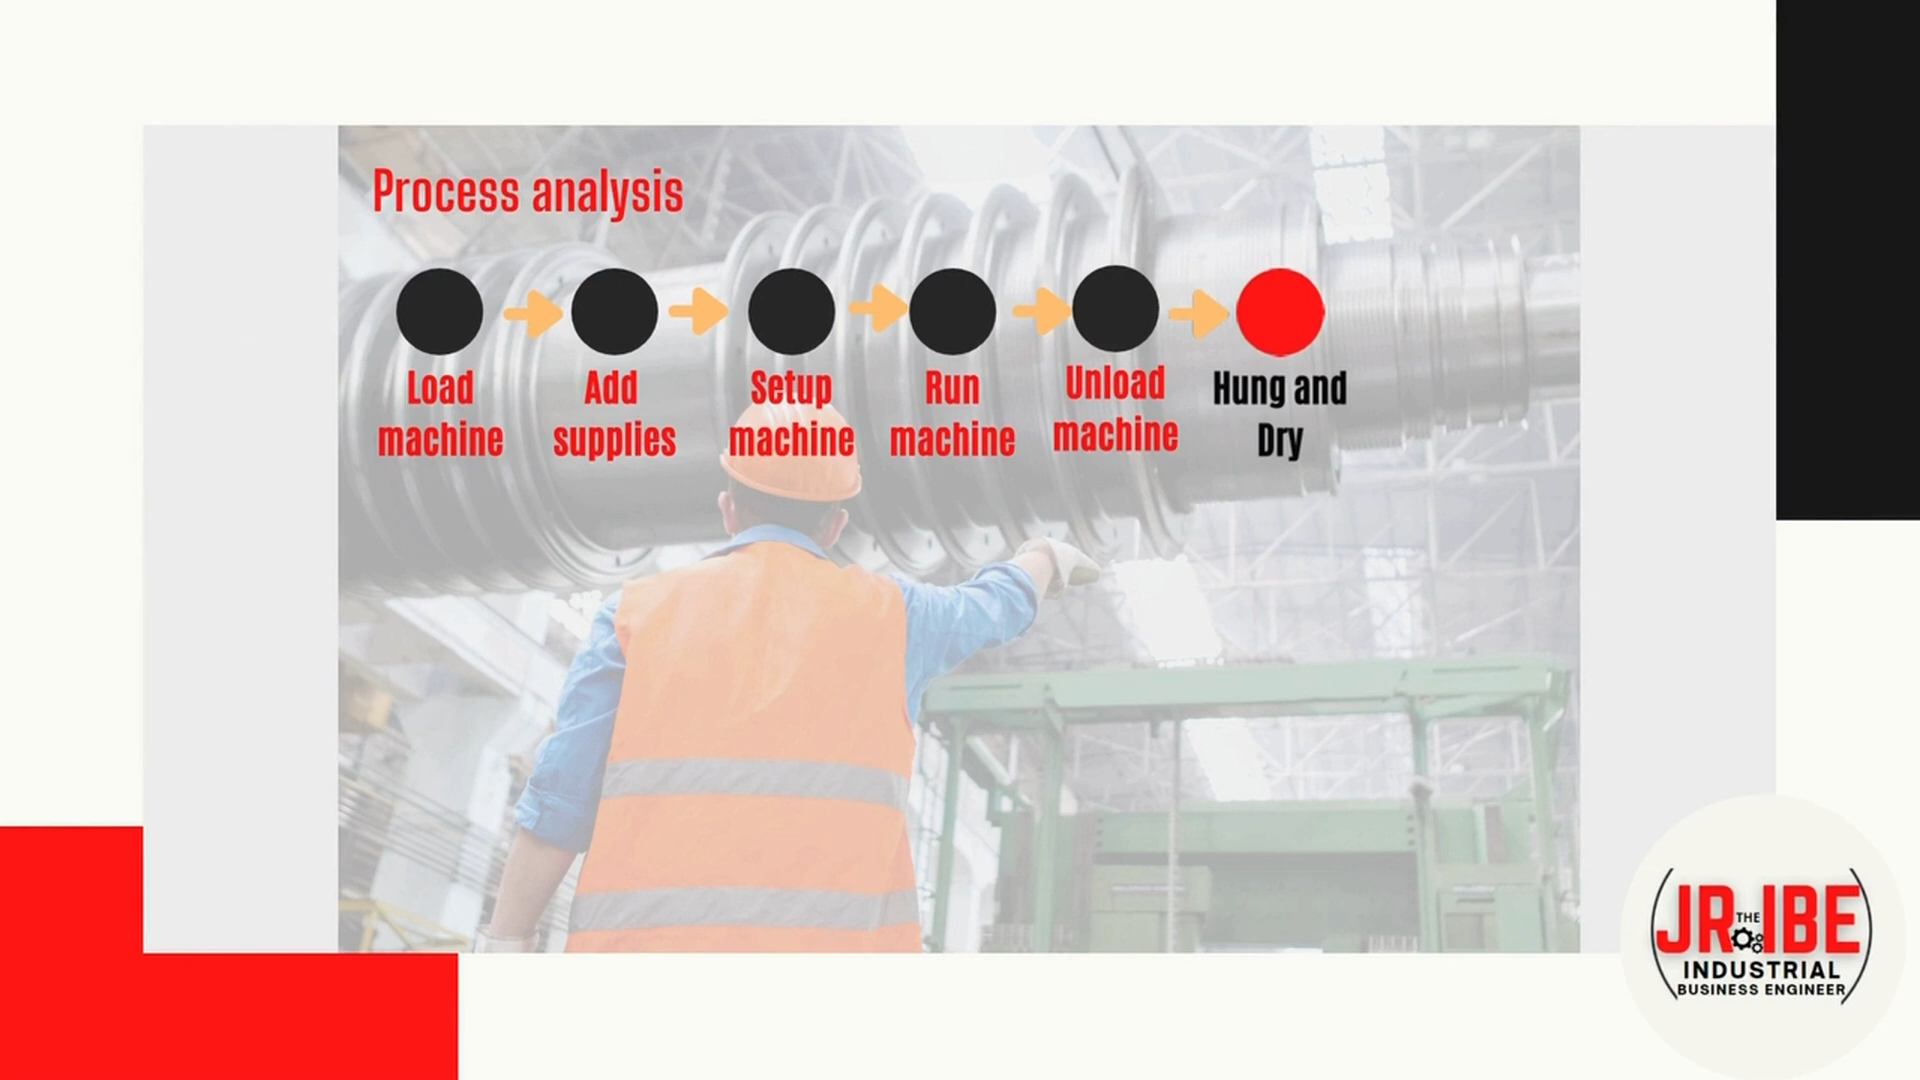 Process analysis
Load
machine
Add
supplies
Setup
machine
Run
machine
Unload
machine
Hung and
Dry
JR THE IBE
INDUSTRIAL
BUSINESS ENGINEER